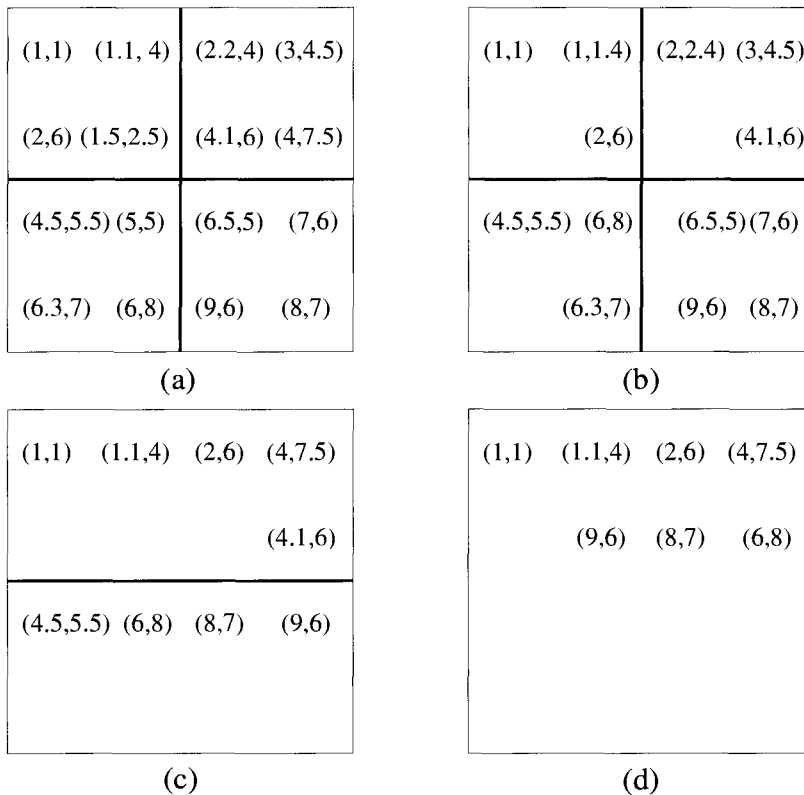 (1,1) (1.1, 4) (2.2,4) (3,4.5)
(2,6) (1.5,2.5) (4.1,6) (4,7.5)
(4.5,5.5) (5,5) (6.5,5) (7,6)
(6.3,7) (6,8) (9,6) (8,7)
(a)
(1,1) (1,1.4) (2,2.4) (3,4.5)
(2,6) (4.1,6)
(4.5,5.5) (6,8) (6.5,5) (7,6)
(6.3,7) (9,6) (8,7)
(b)
(1,1) (1.1,4) (2,6) (4,7.5)
(4.1,6)
(4.5,5.5) (6,8) (8,7) (9,6)
(c)
(1,1) (1.1,4) (2,6) (4,7.5)
(9,6) (8,7) (6,8)
(d)